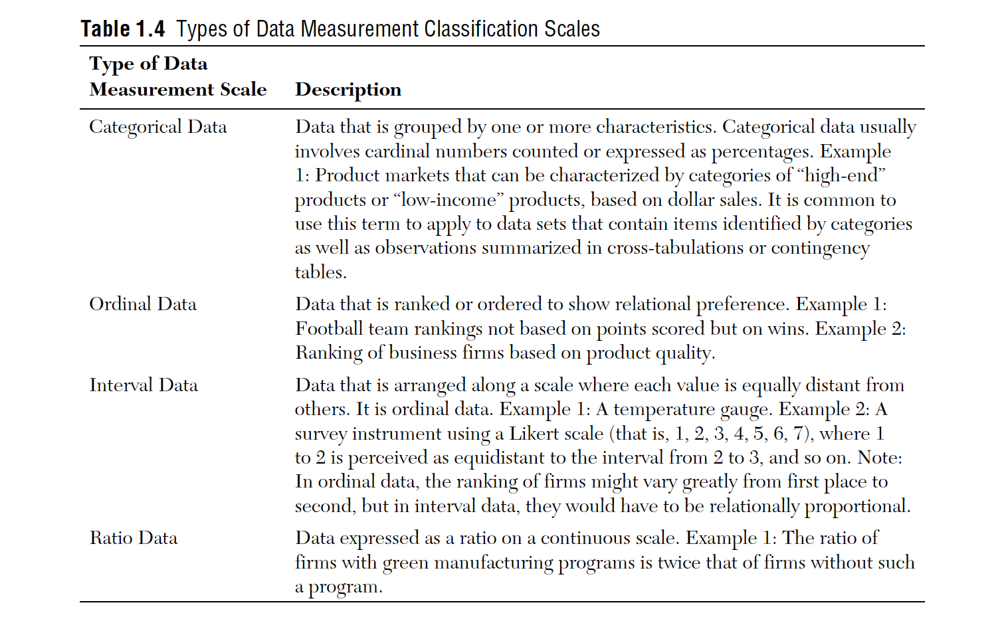 Table 1.4 Types of Data Measurement Classification Scales
Type of Data
Measurement Scale Description
Categorical Data Data that is grouped by one or more characteristics. Categorical data usually
involves cardinal numbers counted or expressed as percentages. Example
1: Product markets that can be characterized by categories of “high-end”
products or “low-income” products, based on dollar sales. It is common to
use this term to apply to data sets that contain items identified by categories
as well as observations summarized in cross-tabulations or contingency
tables.
Ordinal Data Data that is ranked or ordered to show relational preference. Example 1:
Football team rankings not based on points scored but on wins. Example 2:
Ranking of business firms based on product quality.
Interval Data Data that is arranged along a scale where each value is equally distant from
others. It is ordinal data. Example 1: A temperature gauge. Example 2: A
survey instrument using a Likert scale (that is, 1, 2, 3, 4, 5, 6, 7), where 1
to 2 is perceived as equidistant to the interval from 2 to 3, and so on. Note:
In ordinal data, the ranking of firms might vary greatly from first place to
second, but in interval data, they would have to be relationally proportional.
Ratio Data Data expressed as a ratio on a continuous scale. Example 1: The ratio of
firms with green manufacturing programs is twice that of firms without such
a program.